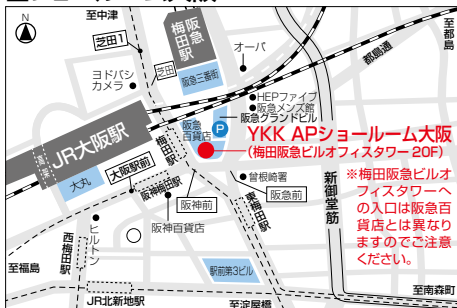 N
至中津
芝田1
阪急梅田駅
オーパ
至都島
都島通
ヨドバシ
カメラ
芝田
阪急三番街
HEPファイブ
阪急メンズ館
阪急グランドビル
P
阪急
百貨店
YKK APショールーム大阪
(梅田阪急ビルオフィスタワー 20F)
JR大阪駅
梅田駅
大丸
大阪駅前
阪神梅田駅
阪神前
曽根崎署
阪急前
新御堂筋
※梅田阪急ビルオ
フィスタワーへ
の入口は阪急百
貨店とは異なり
ますのでご注意
ください。
ヒルトン
阪神百貨店
東梅田駅
西梅田駅
至福島
駅前第3ビル
JR北新地駅
至淀屋橋
至南森町